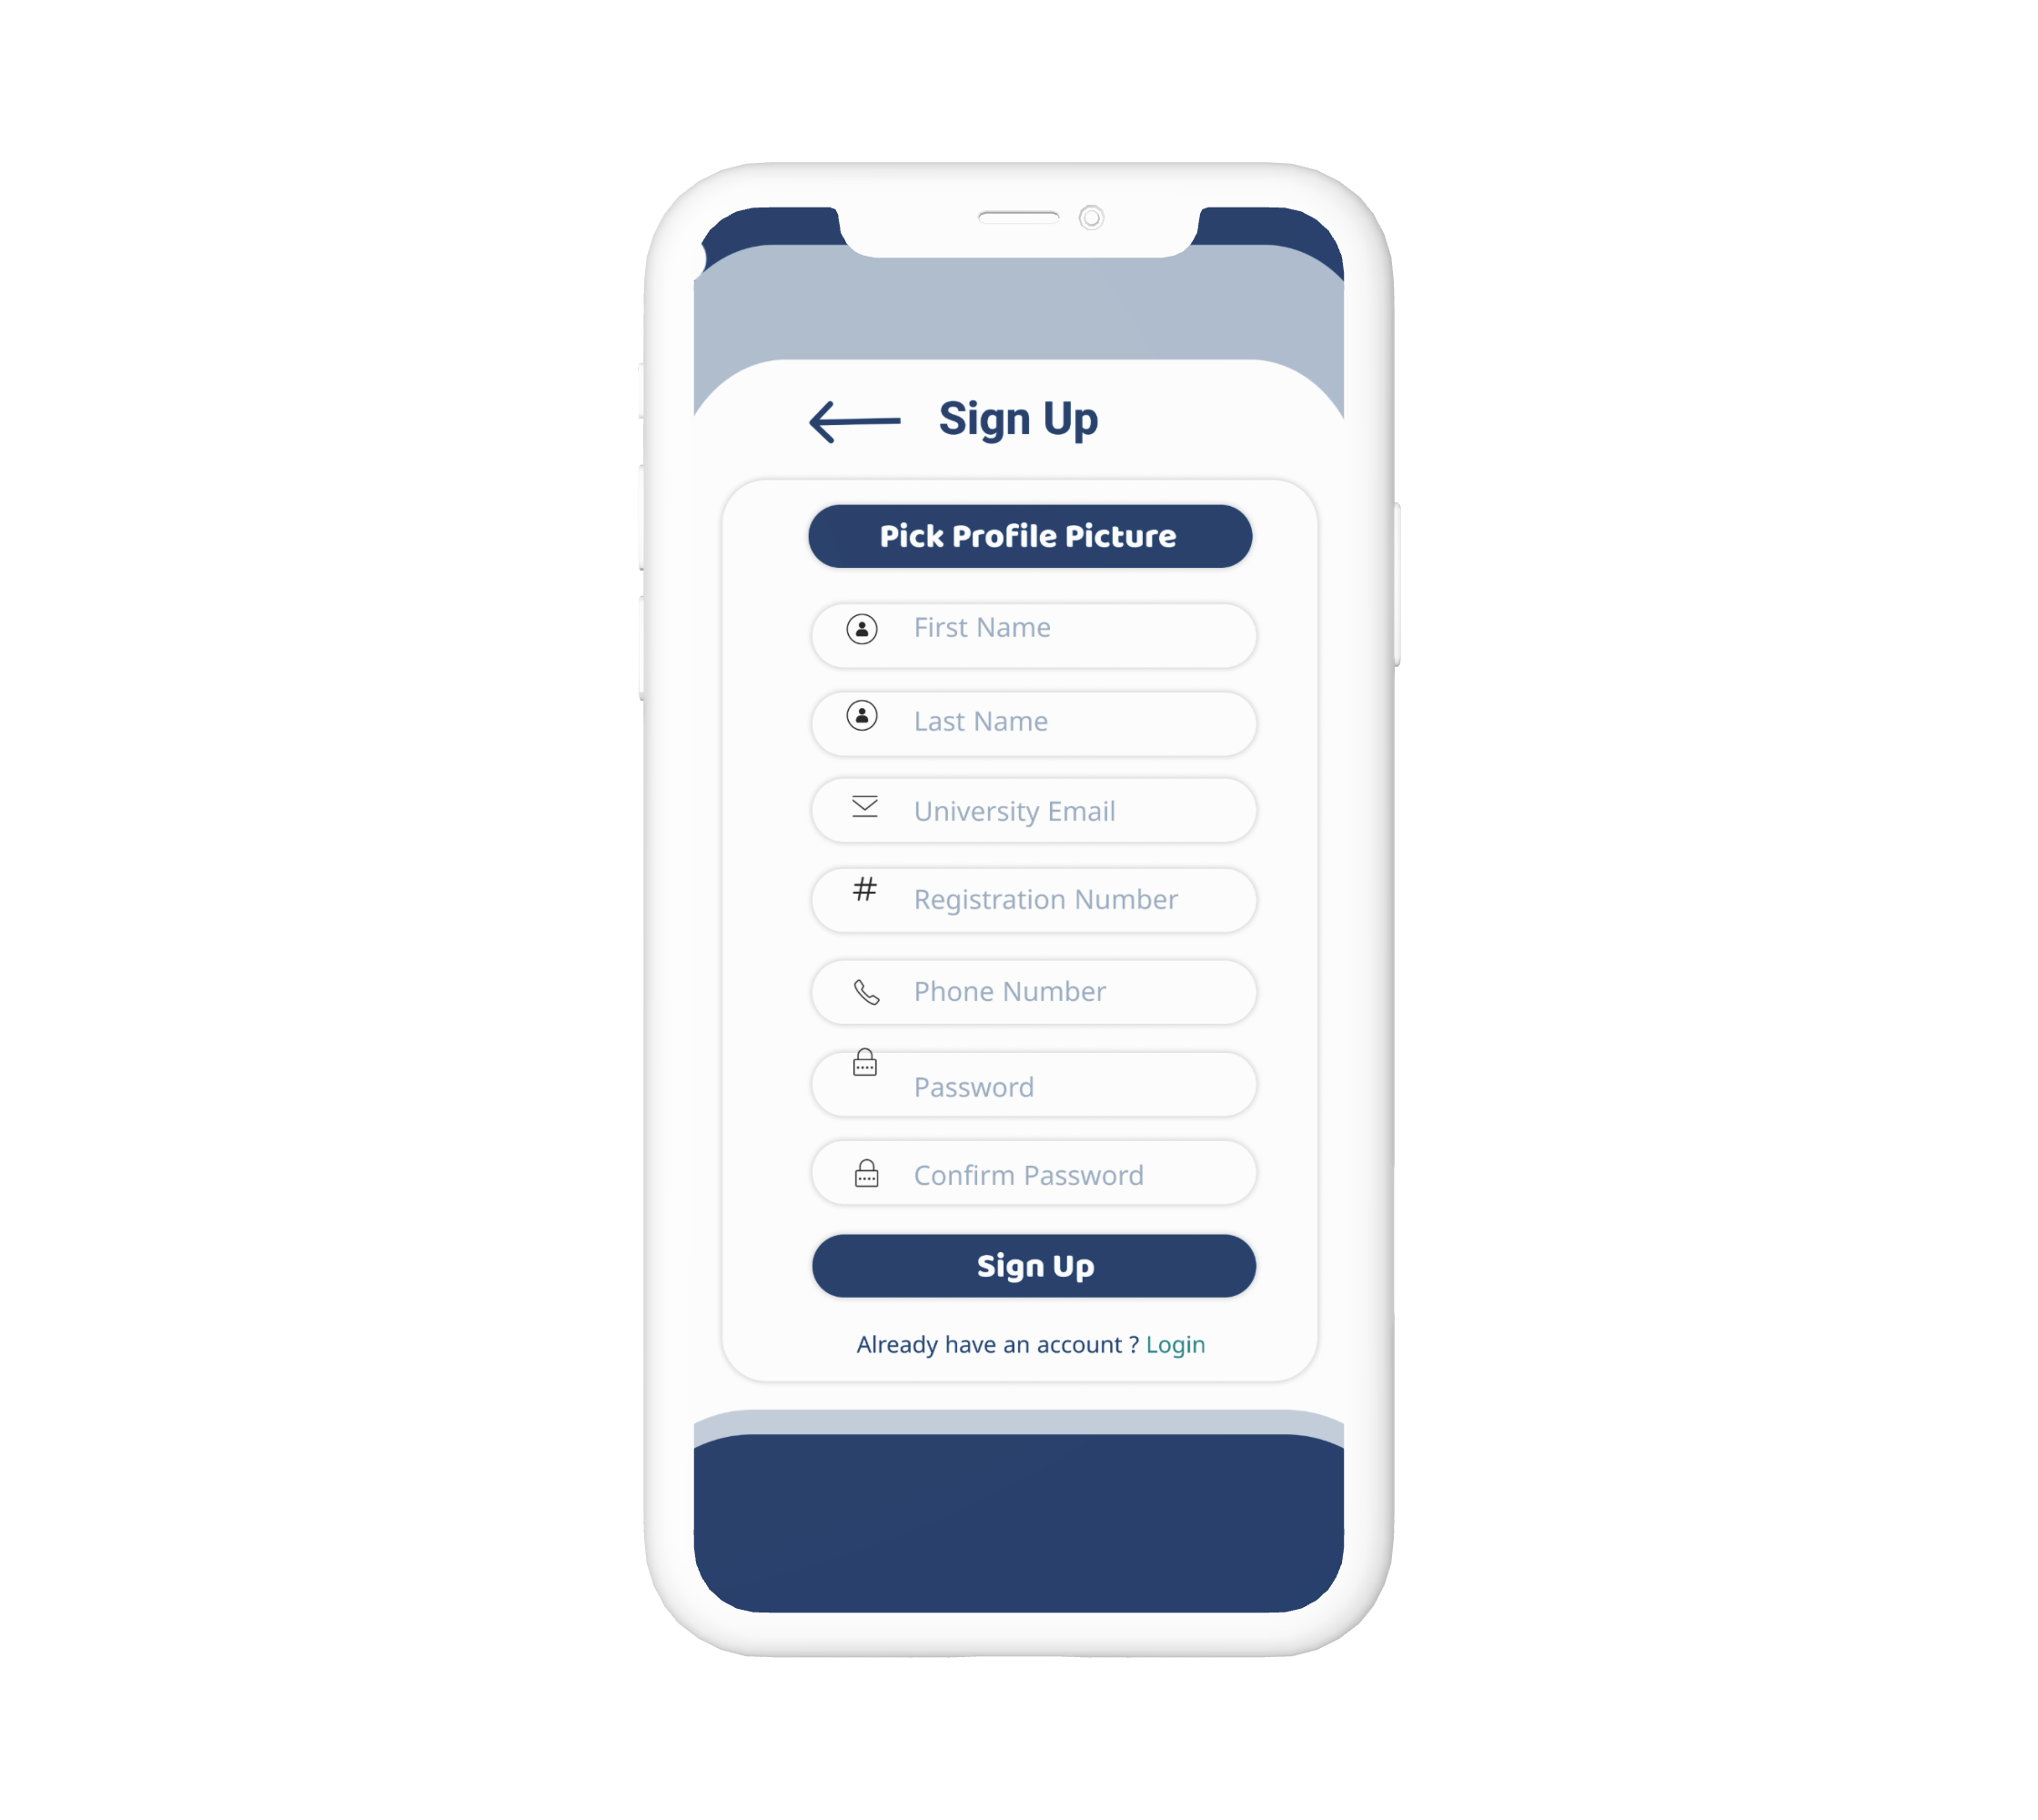 Sign Up
Pick Profile Picture
First Name
Last Name
University Email
# Registration Number
Phone Number
Password
Confirm Password
Sign Up
Already have an account ? Login